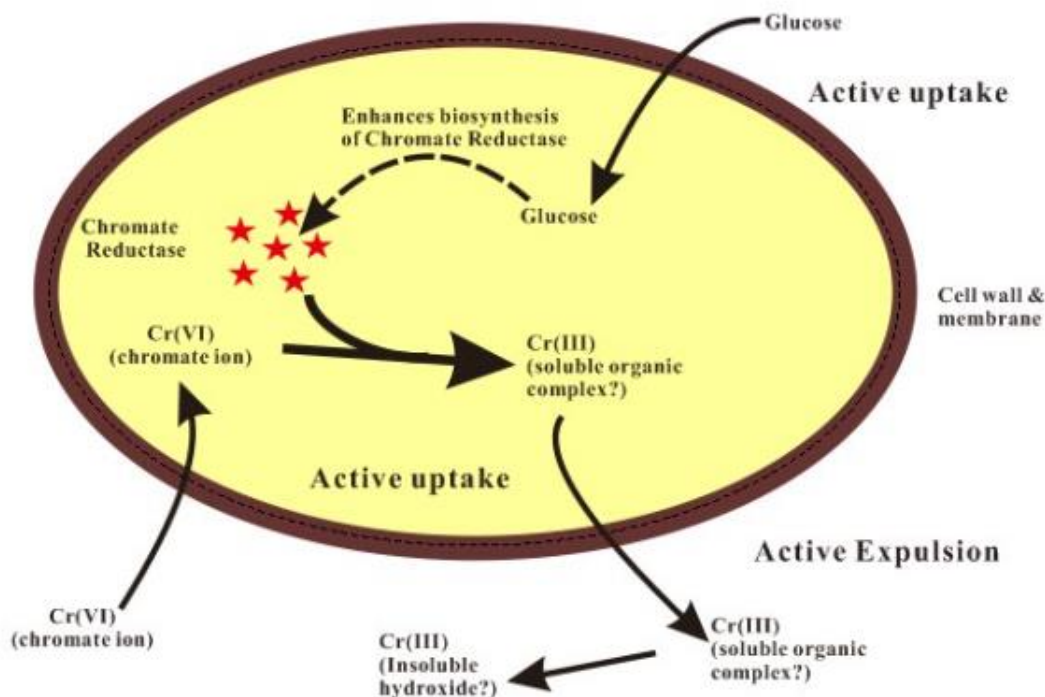 Glucose
Active uptake
Enhances biosynthesis
of Chromate Reductase
Glucose
Chromate
Reductase
Cell wall &
membrane
Cr(VI)
(chromate ion)
Cr(III)
(soluble organic
complex?)
Active uptake
Active Expulsion
Cr(VI)
(chromate ion)
Cr(III)
(Insoluble
hydroxide?)
Cr(III)
(soluble organic
complex?)